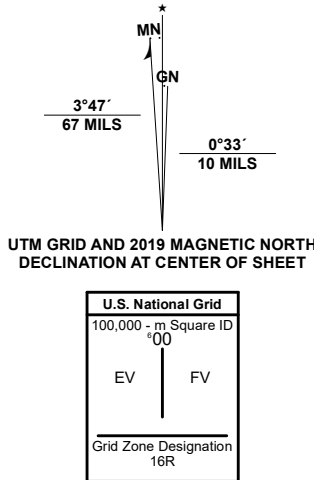 ★
MN
GN
3°47´
67 MILS
0°33´
10 MILS
UTM GRID AND 2019 MAGNETIC NORTH
DECLINATION AT CENTER OF SHEET
U.S. National Grid
100,000 - m Square ID
⁶00
EV FV
Grid Zone Designation
16R